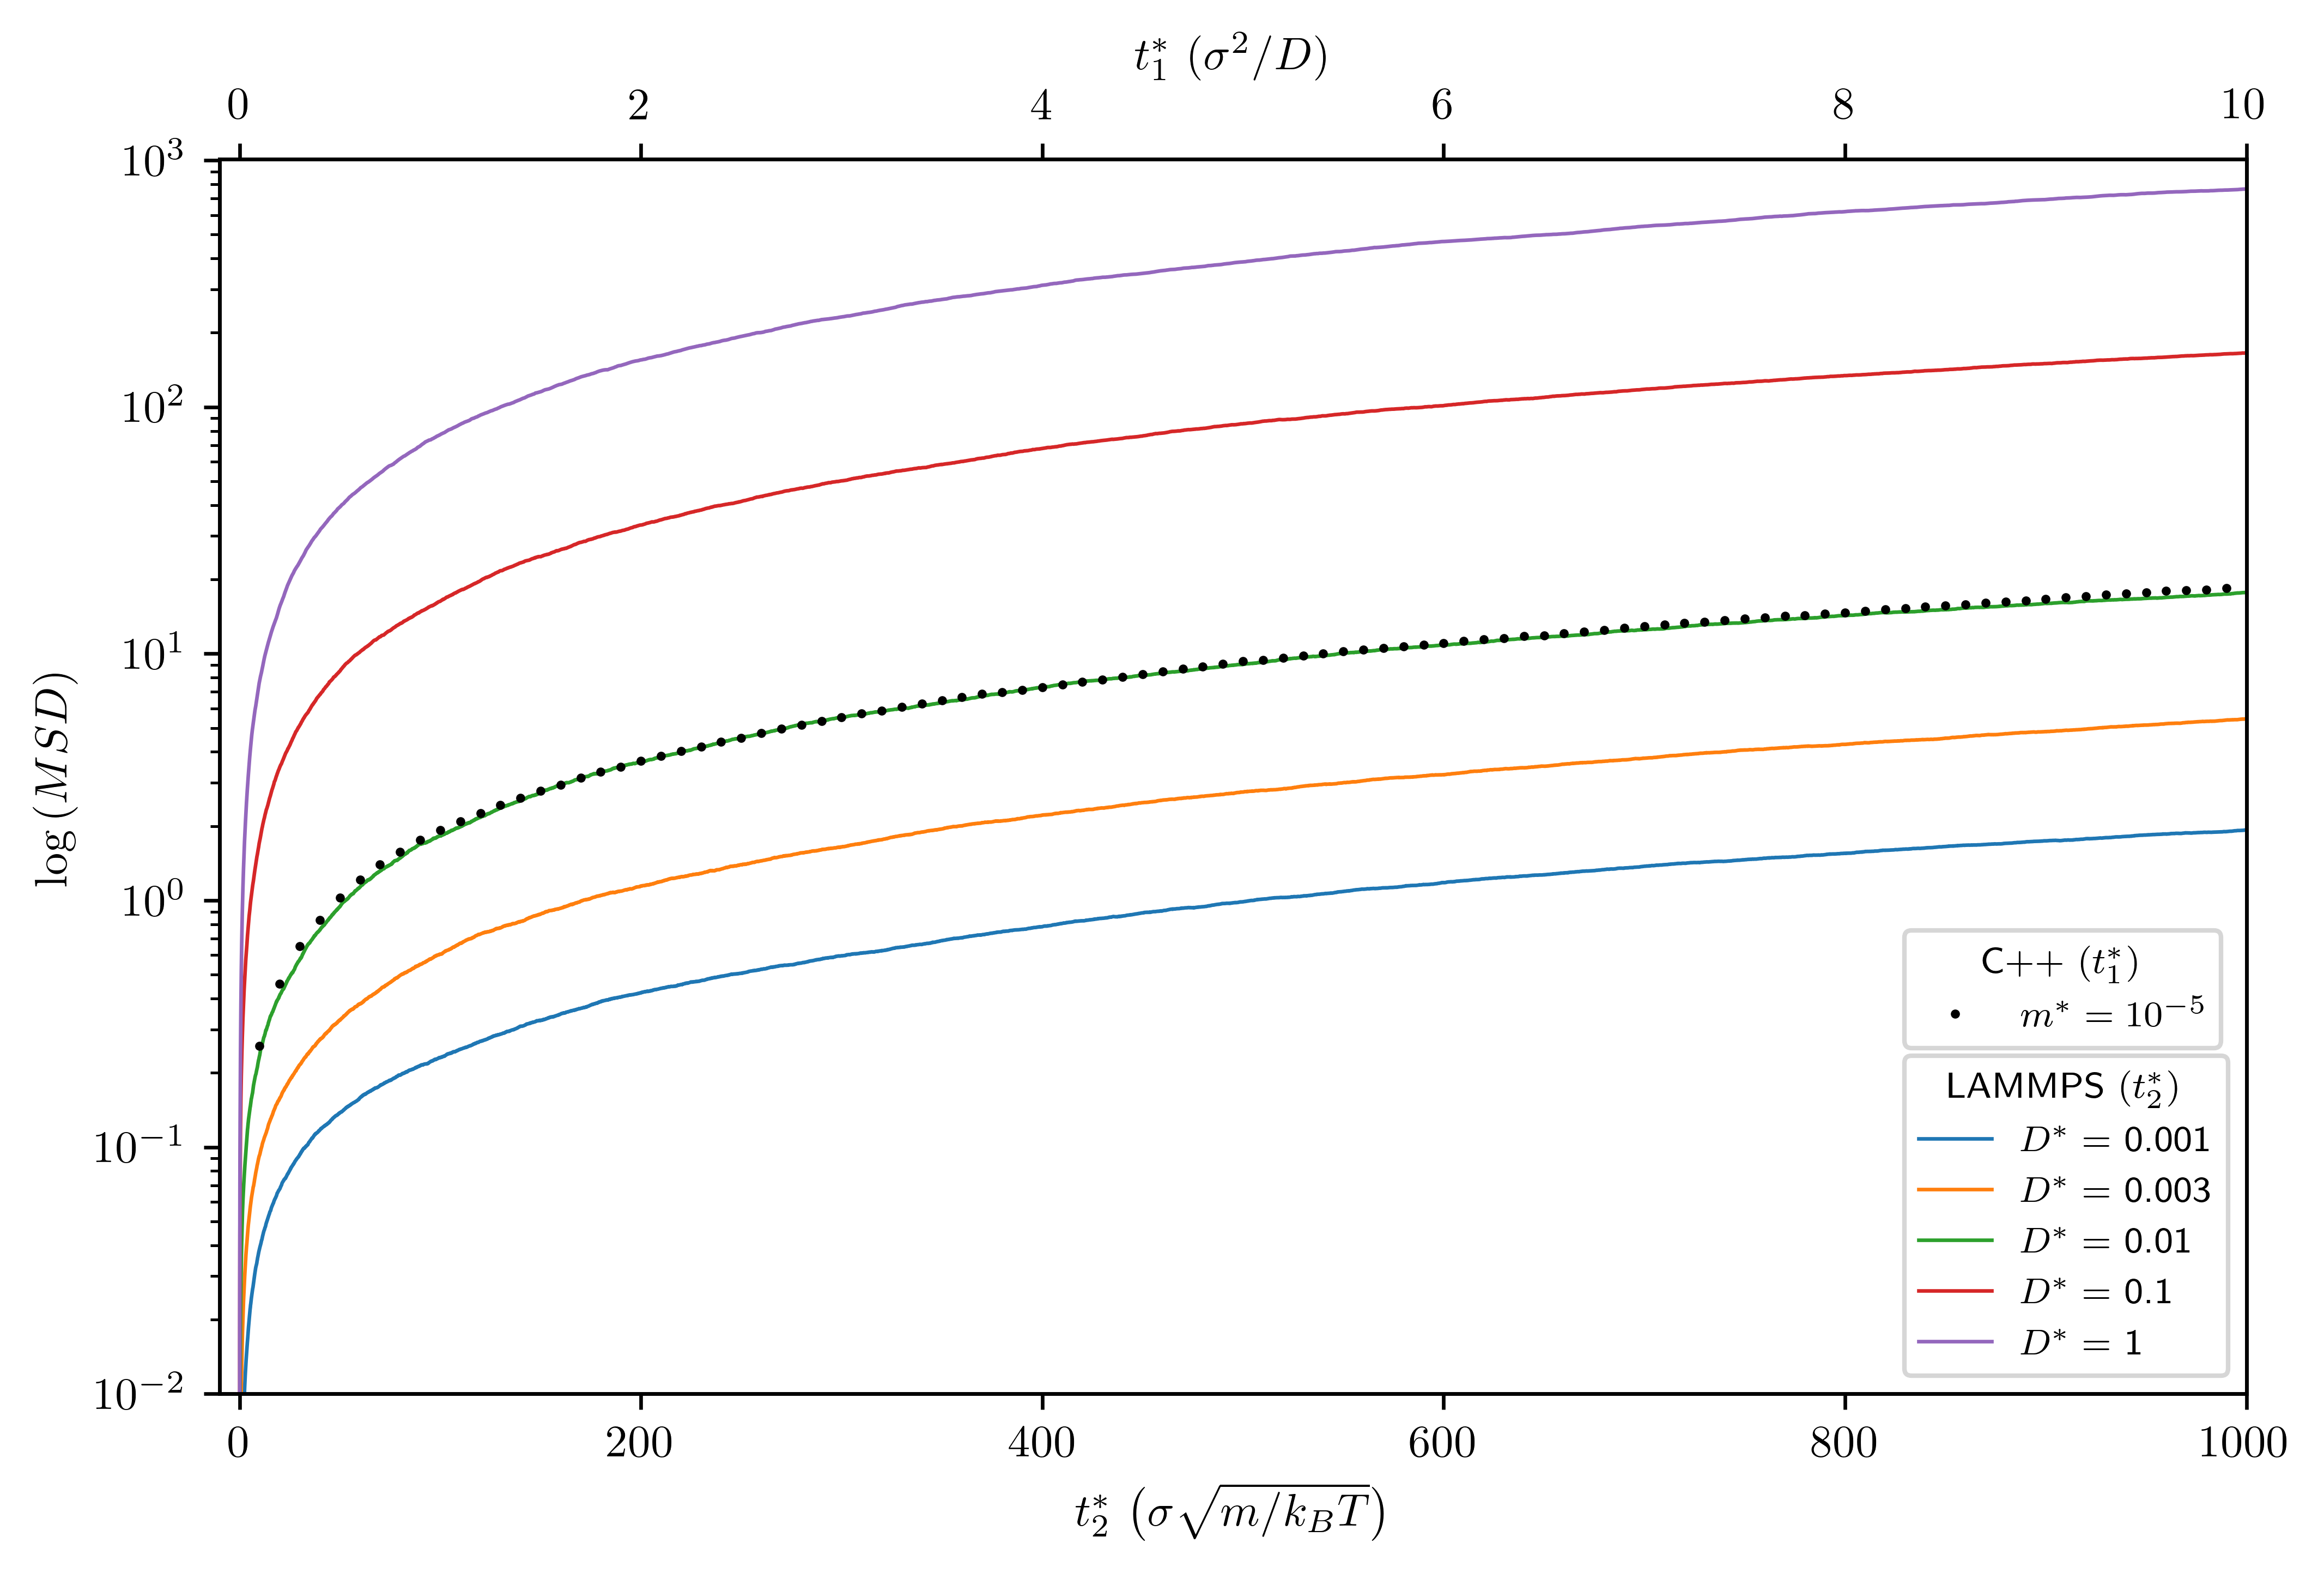 t₁* (σ²/D)
0 2 4 6 8 10
10³
10²
10¹
10⁰
10⁻¹
10⁻²
log (MSD)
C++ (t₁*)
m* = 10⁻⁵
LAMMPS (t₂*)
D* = 0.001
D* = 0.003
D* = 0.01
D* = 0.1
D* = 1
0 200 400 600 800 1000
t₂* (σ√m/k_BT)